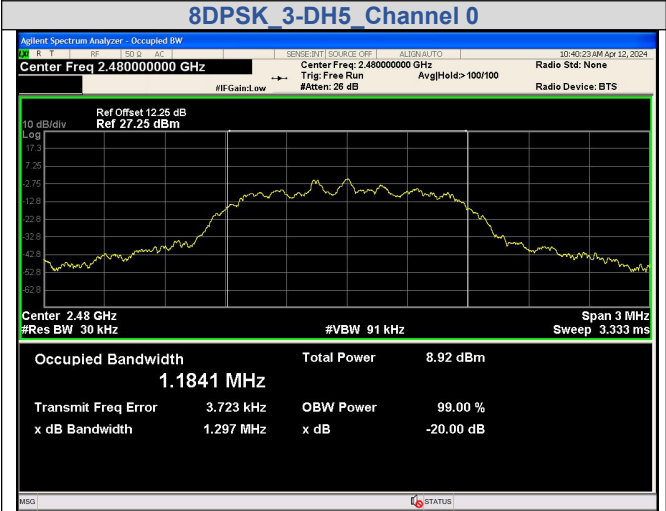 8DPSK_3-DH5_Channel 0
Agilent Spectrum Analyzer - Occupied BW
R T RF 50 Ω AC SENSE:INT SOURCE OFF ALIGN AUTO 10:40:23 AM Apr 12, 2024
Center Freq 2.480000000 GHz Center Freq: 2.480000000 GHz Radio Std: None
Trig: Free Run Avg|Hold:> 100/100
#IFGain:Low #Atten: 26 dB Radio Device: BTS
Ref Offset 12.25 dB
10 dB/div Ref 27.25 dBm
Log
17.3
7.25
-2.75
-12.8
-22.8
-32.8
-42.8
-52.8
-62.8
Center 2.48 GHz Span 3 MHz
#Res BW 30 kHz #VBW 91 kHz Sweep 3.333 ms
Occupied Bandwidth Total Power 8.92 dBm
1.1841 MHz
Transmit Freq Error 3.723 kHz OBW Power 99.00 %
x dB Bandwidth 1.297 MHz x dB -20.00 dB
MSG STATUS